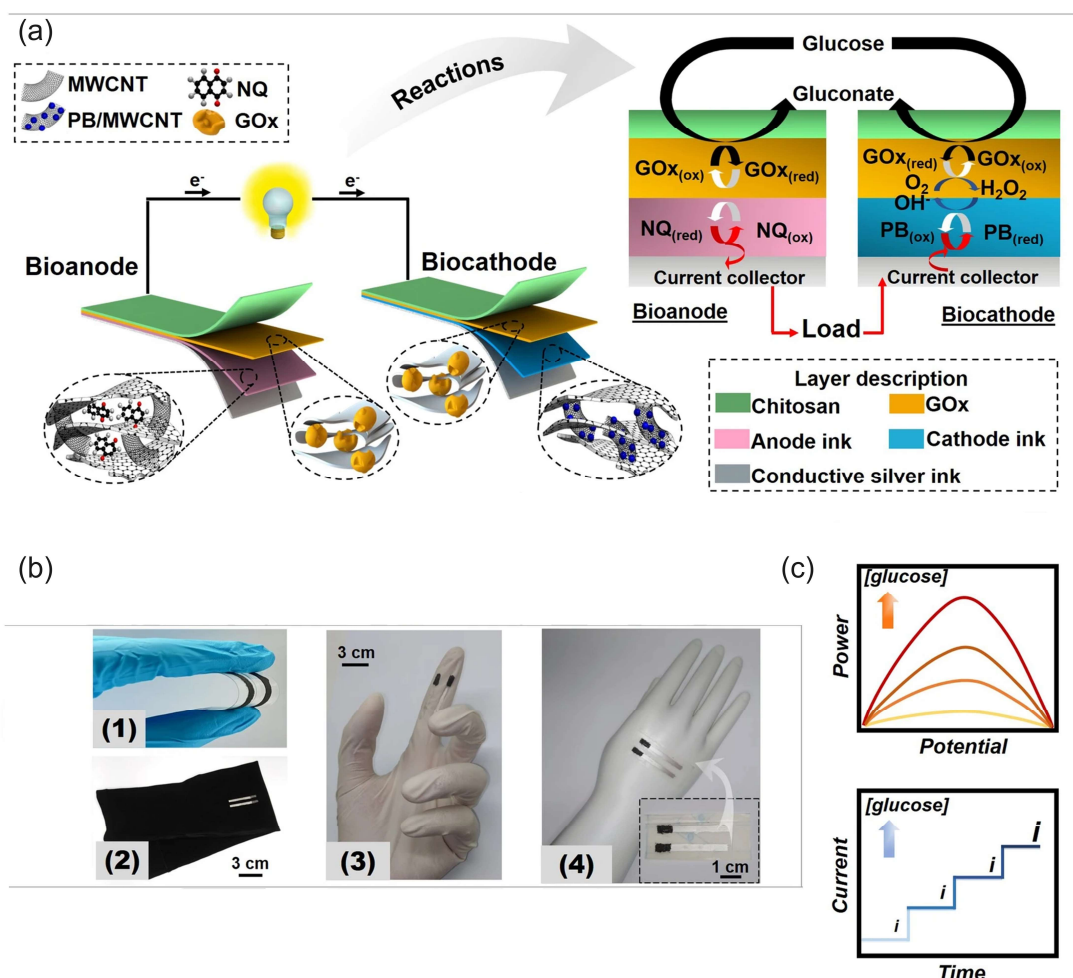 (a)
MWCNT
NQ
PB/MWCNT
GOx
Reactions
Glucose
Gluconate
GOx(ox)
GOx(red)
GOx(red)
GOx(ox)
O2
H2O2
OH-
NQ(red)
NQ(ox)
PB(ox)
PB(red)
Current collector
Current collector
Bioanode
Load
Biocathode
e-
e-
Bioanode
Biocathode
Layer description
Chitosan
GOx
Anode ink
Cathode ink
Conductive silver ink
(b)
(1)
(2)
3 cm
3 cm
(3)
(4)
1 cm
(c)
[glucose]
Power
Potential
[glucose]
Current
i
i
i
i
Time